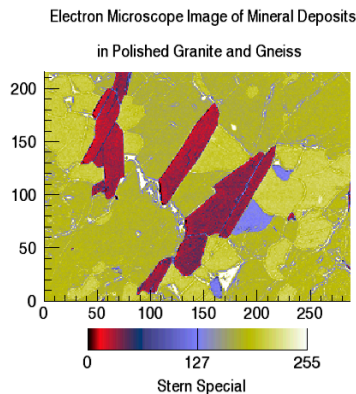 Electron Microscope Image of Mineral Deposits
in Polished Granite and Gneiss
200
150
100
50
0
0 50 100 150 200 250
0 127 255
Stern Special